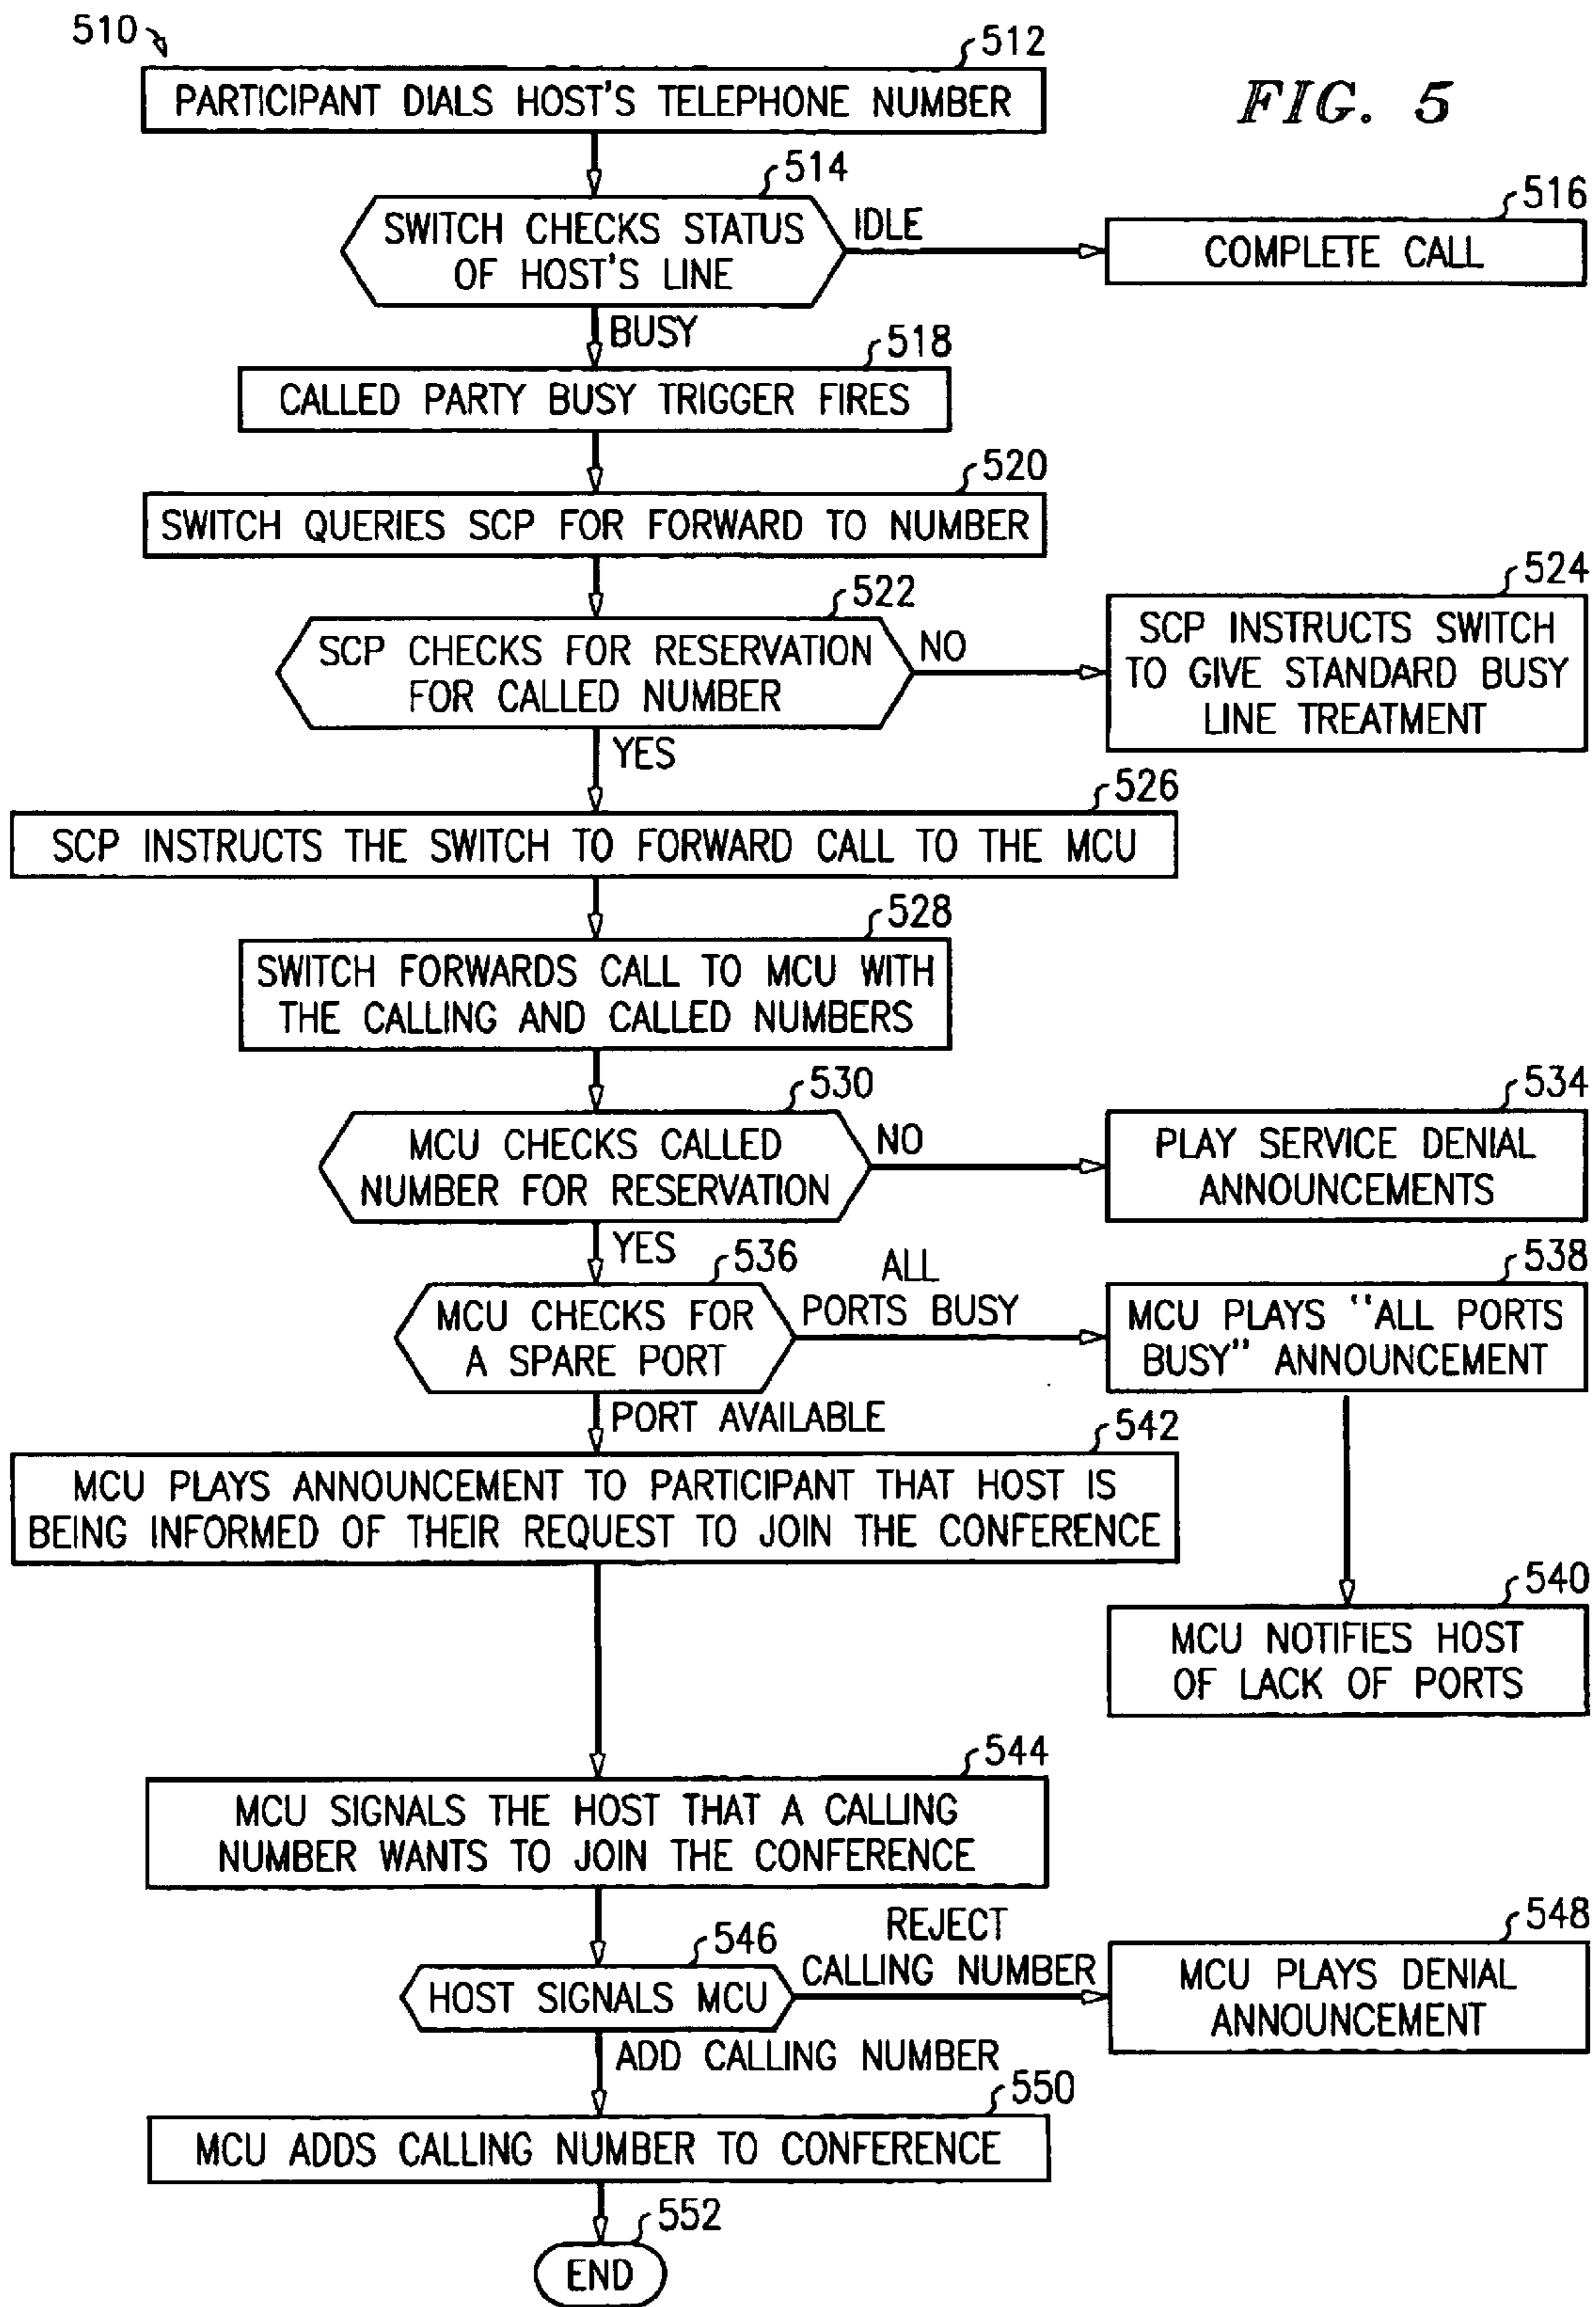 510
512
PARTICIPANT DIALS HOST'S TELEPHONE NUMBER
FIG. 5
514
SWITCH CHECKS STATUS
OF HOST'S LINE
IDLE
516
COMPLETE CALL
BUSY
518
CALLED PARTY BUSY TRIGGER FIRES
520
SWITCH QUERIES SCP FOR FORWARD TO NUMBER
522
SCP CHECKS FOR RESERVATION
FOR CALLED NUMBER
NO
524
SCP INSTRUCTS SWITCH
TO GIVE STANDARD BUSY
LINE TREATMENT
YES
526
SCP INSTRUCTS THE SWITCH TO FORWARD CALL TO THE MCU
528
SWITCH FORWARDS CALL TO MCU WITH
THE CALLING AND CALLED NUMBERS
530
MCU CHECKS CALLED
NUMBER FOR RESERVATION
NO
534
PLAY SERVICE DENIAL
ANNOUNCEMENTS
YES
536
MCU CHECKS FOR
A SPARE PORT
ALL
PORTS BUSY
538
MCU PLAYS "ALL PORTS
BUSY" ANNOUNCEMENT
PORT AVAILABLE
542
MCU PLAYS ANNOUNCEMENT TO PARTICIPANT THAT HOST IS
BEING INFORMED OF THEIR REQUEST TO JOIN THE CONFERENCE
540
MCU NOTIFIES HOST
OF LACK OF PORTS
544
MCU SIGNALS THE HOST THAT A CALLING
NUMBER WANTS TO JOIN THE CONFERENCE
546
HOST SIGNALS MCU
REJECT
CALLING NUMBER
548
MCU PLAYS DENIAL
ANNOUNCEMENT
ADD CALLING NUMBER
550
MCU ADDS CALLING NUMBER TO CONFERENCE
552
END